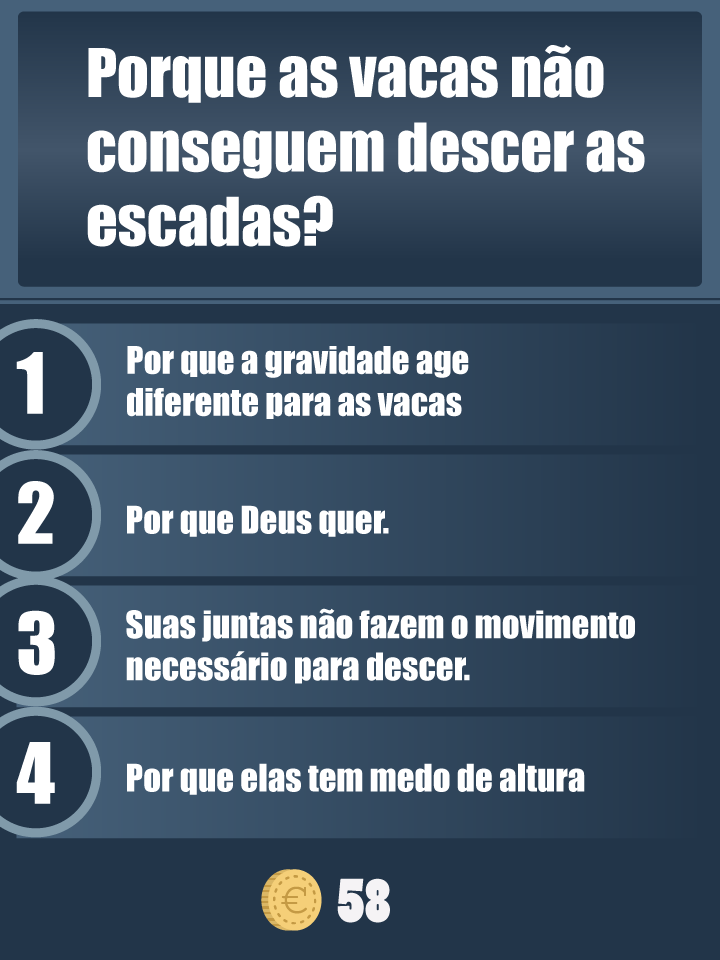 Porque as vacas não
conseguem descer as
escadas?
1
Por que a gravidade age
diferente para as vacas
2
Por que Deus quer.
3
Suas juntas não fazem o movimento
necessário para descer.
4
Por que elas tem medo de altura
€ 58